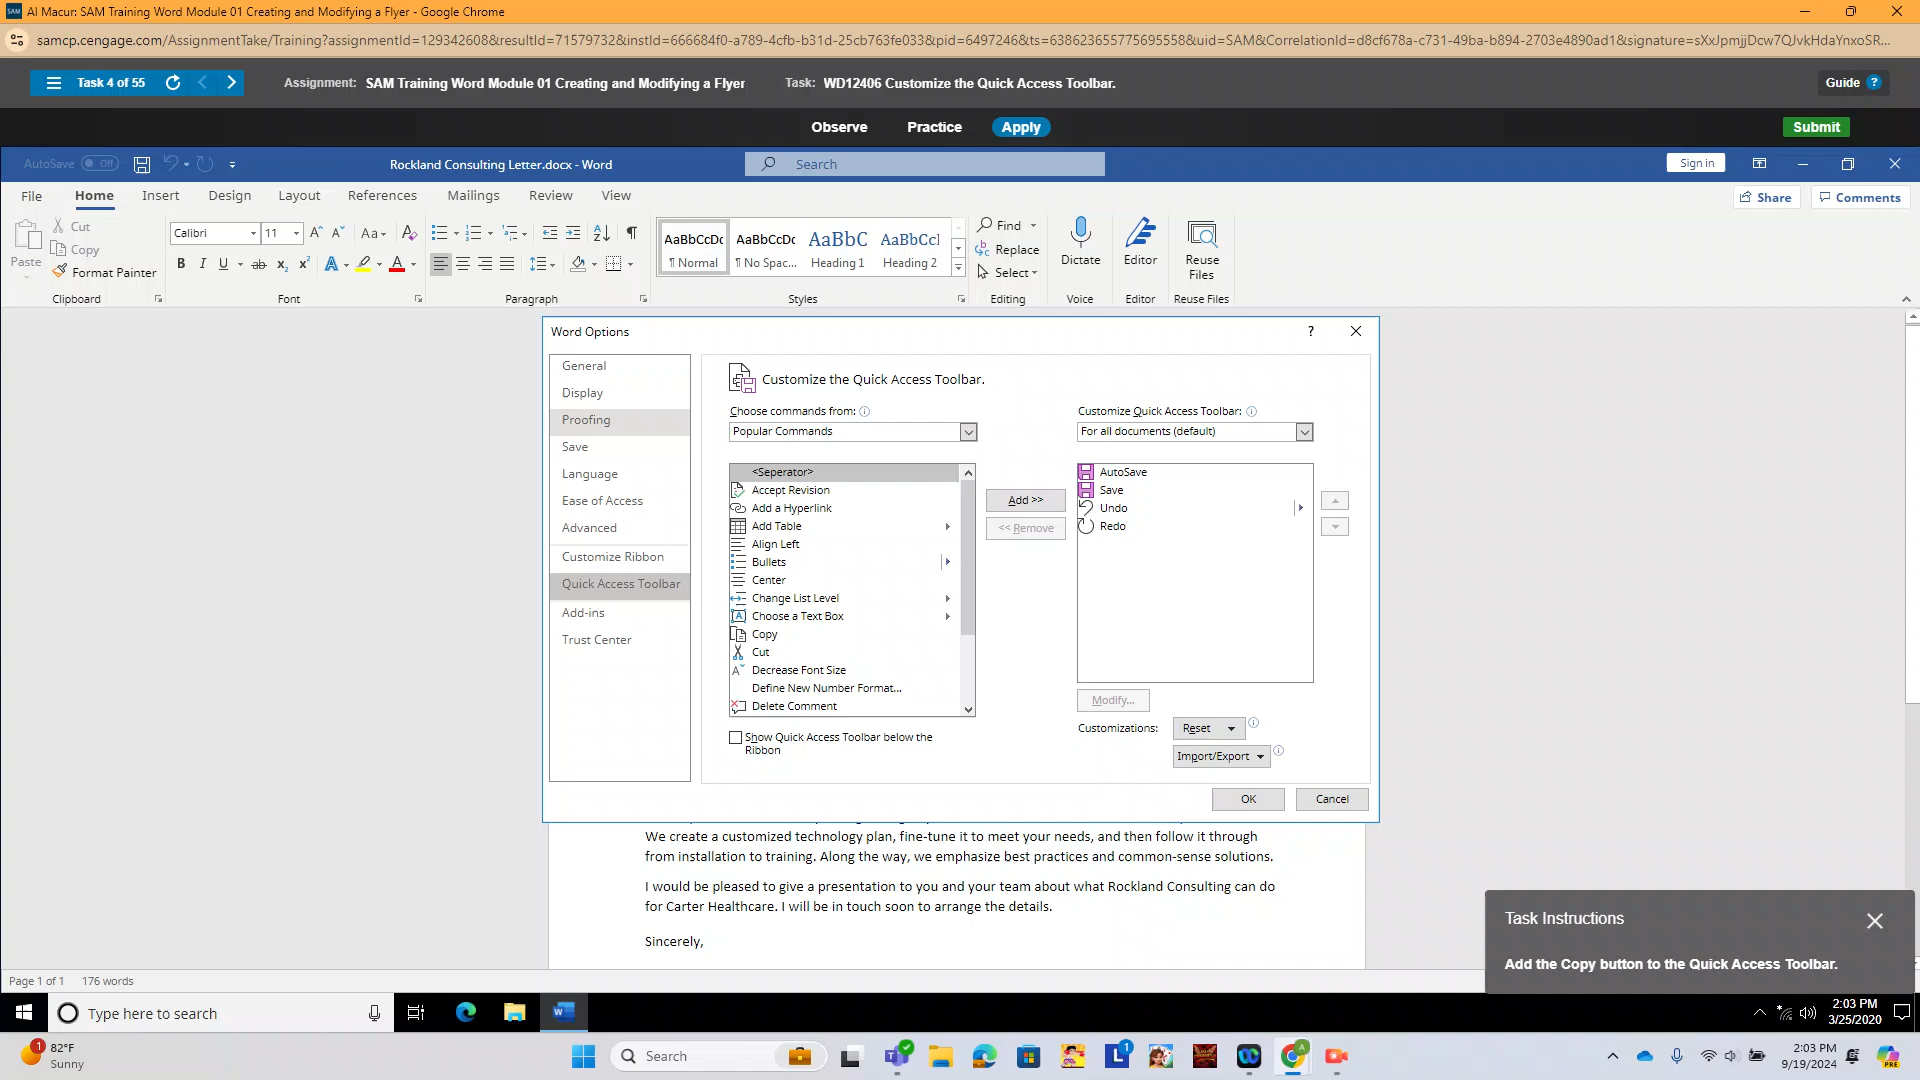 AI Macur: SAM Training Word Module 01 Creating and Modifying a Flyer - Google Chrome
samcp.cengage.com/AssignmentTake/Training?assignmentId=129342608&resultId=71579732&instId=666684f0-a789-4cfb-b31d-25cb763fe033&pid=6497246&ts=638623655775695558&uid=SAM&CorrelationId=d8cf678a-c731-49ba-b894-2703e4890ad1&signature=sXxJpmjjDcw7QJvkHdaYnxoSR...
Task 4 of 55
Assignment: SAM Training Word Module 01 Creating and Modifying a Flyer
Task: WD12406 Customize the Quick Access Toolbar.
Guide ?
Observe Practice Apply Submit
AutoSave Off
Rockland Consulting Letter.docx - Word
Search
Sign in
File Home Insert Design Layout References Mailings Review View
Share Comments
Paste
Cut
Copy
Format Painter
Clipboard
Calibri 11
Font
Paragraph
AaBbCcDc AaBbCcDc AaBbC AaBbCcl
¶ Normal ¶ No Spac... Heading 1 Heading 2
Styles
Find
Replace
Select
Editing
Dictate
Voice
Editor
Editor
Reuse Files
Reuse Files
Word Options
General
Display
Proofing
Save
Language
Ease of Access
Advanced
Customize Ribbon
Quick Access Toolbar
Add-ins
Trust Center
Customize the Quick Access Toolbar.
Choose commands from:
Popular Commands
<Seperator>
Accept Revision
Add a Hyperlink
Add Table
Align Left
Bullets
Center
Change List Level
Choose a Text Box
Copy
Cut
Decrease Font Size
Define New Number Format...
Delete Comment
Show Quick Access Toolbar below the
Ribbon
Add >>
<< Remove
Customize Quick Access Toolbar:
For all documents (default)
AutoSave
Save
Undo
Redo
Modify...
Customizations: Reset
Import/Export
OK Cancel
We create a customized technology plan, fine-tune it to meet your needs, and then follow it through
from installation to training. Along the way, we emphasize best practices and common-sense solutions.
I would be pleased to give a presentation to you and your team about what Rockland Consulting can do
for Carter Healthcare. I will be in touch soon to arrange the details.
Sincerely,
Task Instructions
Add the Copy button to the Quick Access Toolbar.
Page 1 of 1 176 words
Type here to search
2:03 PM
3/25/2020
1
82°F
Sunny
Search
2:03 PM
9/19/2024